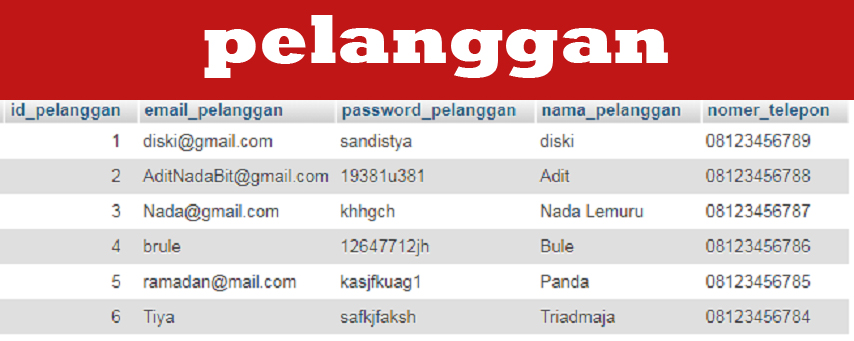 pelanggan
id_pelanggan email_pelanggan password_pelanggan nama_pelanggan nomer_telepon
1 diski@gmail.com sandistya diski 08123456789
2 AditNadaBit@gmail.com 19381u381 Adit 08123456788
3 Nada@gmail.com khhgch Nada Lemuru 08123456787
4 brule 12647712jh Bule 08123456786
5 ramadan@mail.com kasjfkuag1 Panda 08123456785
6 Tiya safkjfaksh Triadmaja 08123456784